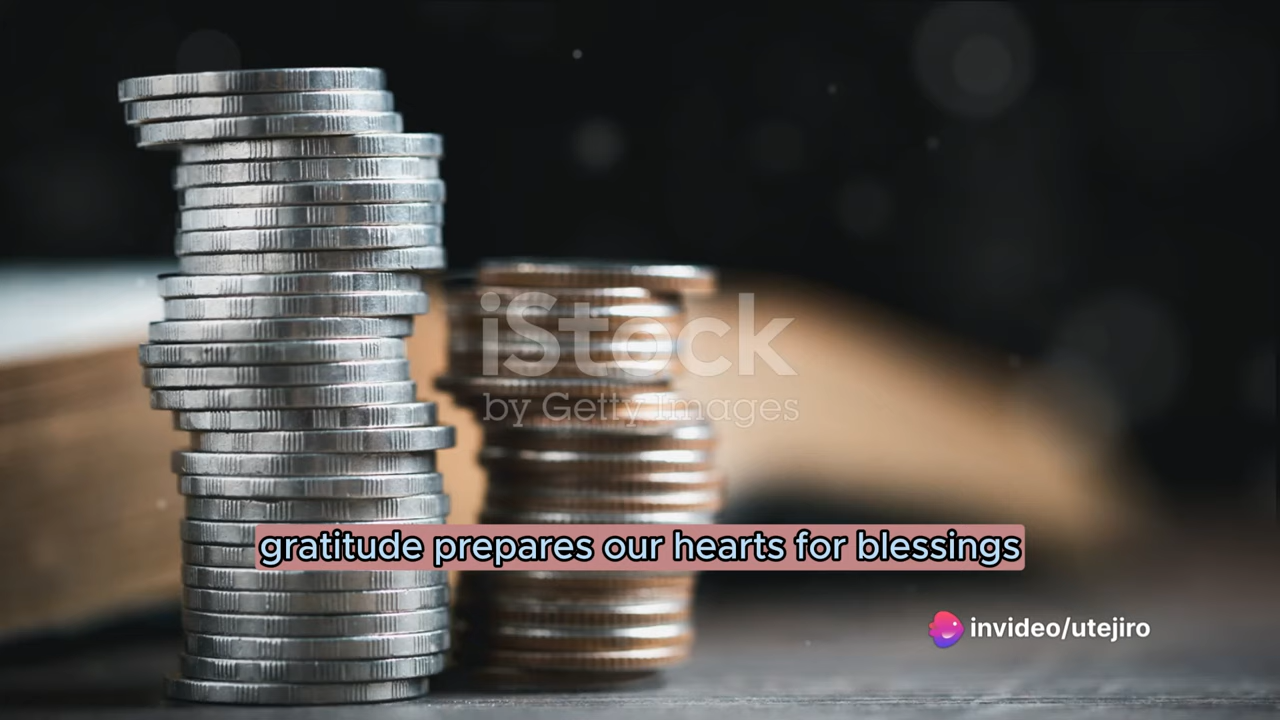 iStock
by Getty Images
gratitude prepares our hearts for blessings
invideo/utejiro